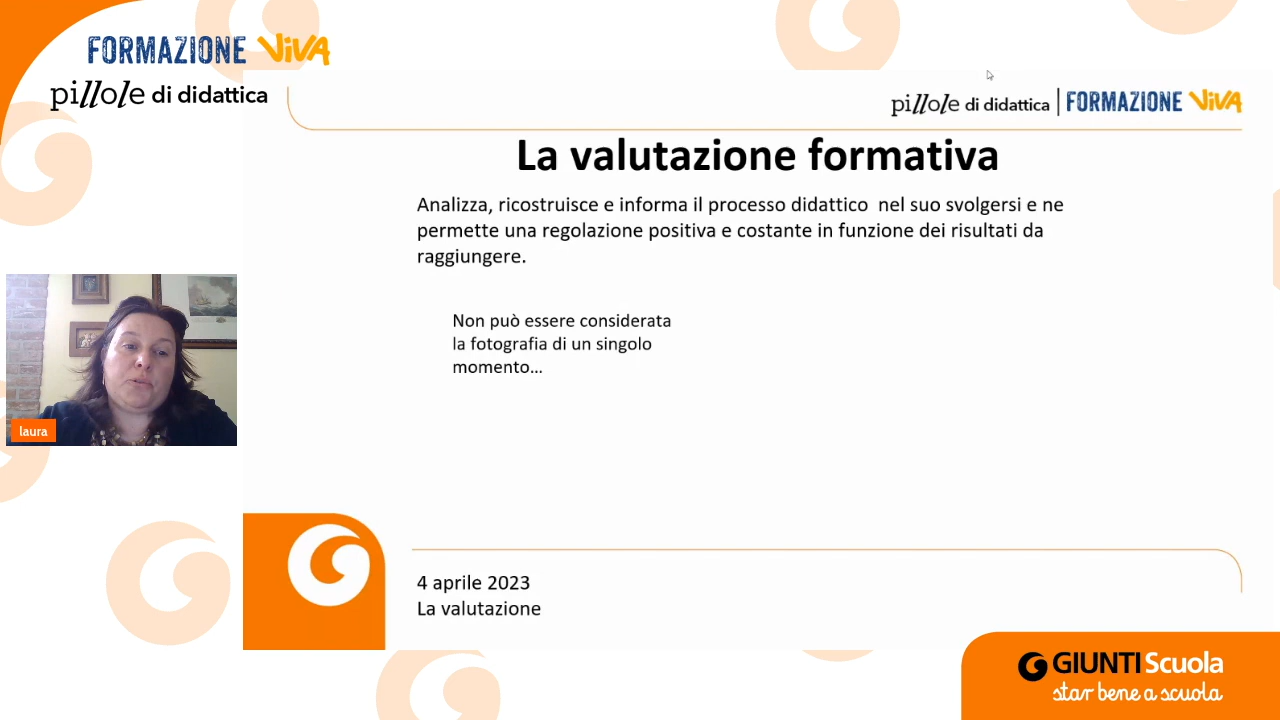 FORMAZIONE VIVA
pillole di didattica
pillole di didattica | FORMAZIONE VIVA
La valutazione formativa
Analizza, ricostruisce e informa il processo didattico nel suo svolgersi e ne
permette una regolazione positiva e costante in funzione dei risultati da
raggiungere.
Non può essere considerata
la fotografia di un singolo
momento...
laura
4 aprile 2023
La valutazione
GIUNTI Scuola
star bene a scuola